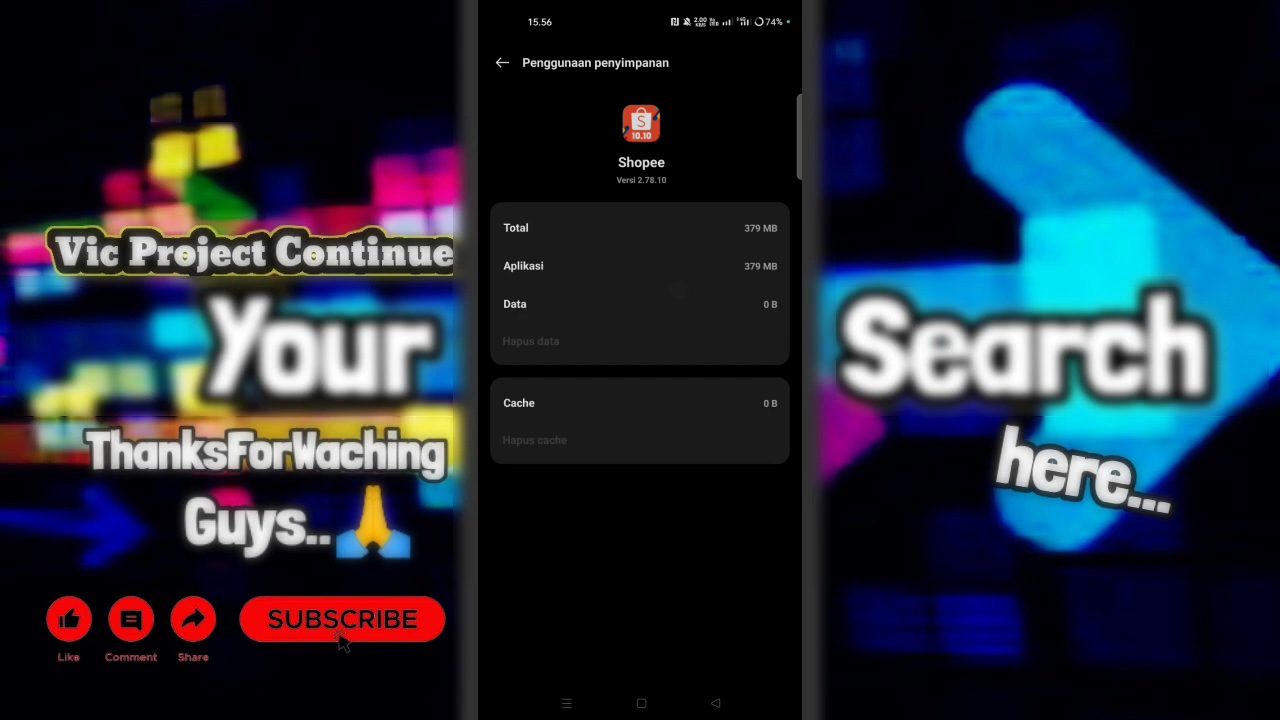 15.56
74%
Penggunaan penyimpanan
S
10.10
Shopee
Versi 2.78.10
Total 379 MB
Aplikasi 379 MB
Data 0 B
Hapus data
Cache 0 B
Hapus cache
Vic Project Continue
Your
ThanksForWaching
Guys..🙏
Like Comment Share
SUBSCRIBE
Search
here...